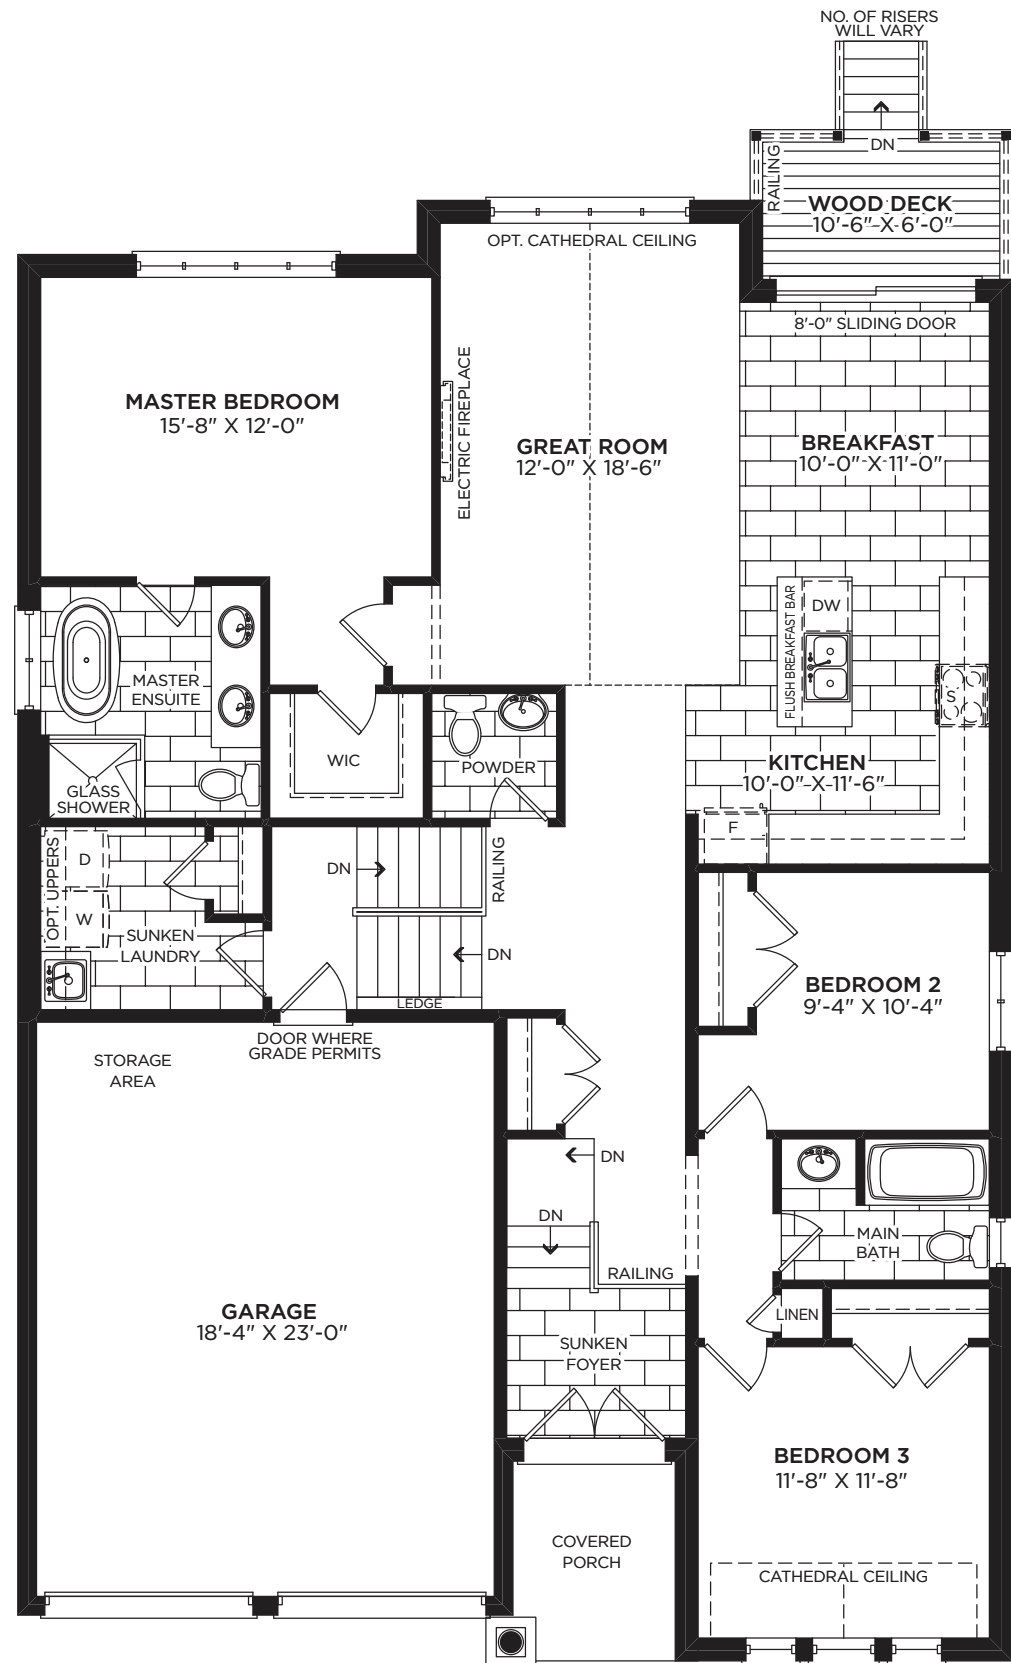 NO. OF RISERS
WILL VARY
DN
RAILING
WOOD DECK
10'-6" X 6'-0"
OPT. CATHEDRAL CEILING
8'-0" SLIDING DOOR
MASTER BEDROOM
15'-8" X 12'-0"
ELECTRIC FIREPLACE
GREAT ROOM
12'-0" X 18'-6"
BREAKFAST
10'-0" X 11'-0"
FLUSH BREAKFAST BAR
DW
MASTER
ENSUITE
S
WIC
POWDER
KITCHEN
10'-0" X 11'-6"
GLASS
SHOWER
F
OPT. UPPERS
D
DN
RAILING
W
SUNKEN
LAUNDRY
DN
LEDGE
BEDROOM 2
9'-4" X 10'-4"
DOOR WHERE
GRADE PERMITS
STORAGE
AREA
DN
DN
MAIN
BATH
RAILING
GARAGE
18'-4" X 23'-0"
LINEN
SUNKEN
FOYER
BEDROOM 3
11'-8" X 11'-8"
COVERED
PORCH
CATHEDRAL CEILING